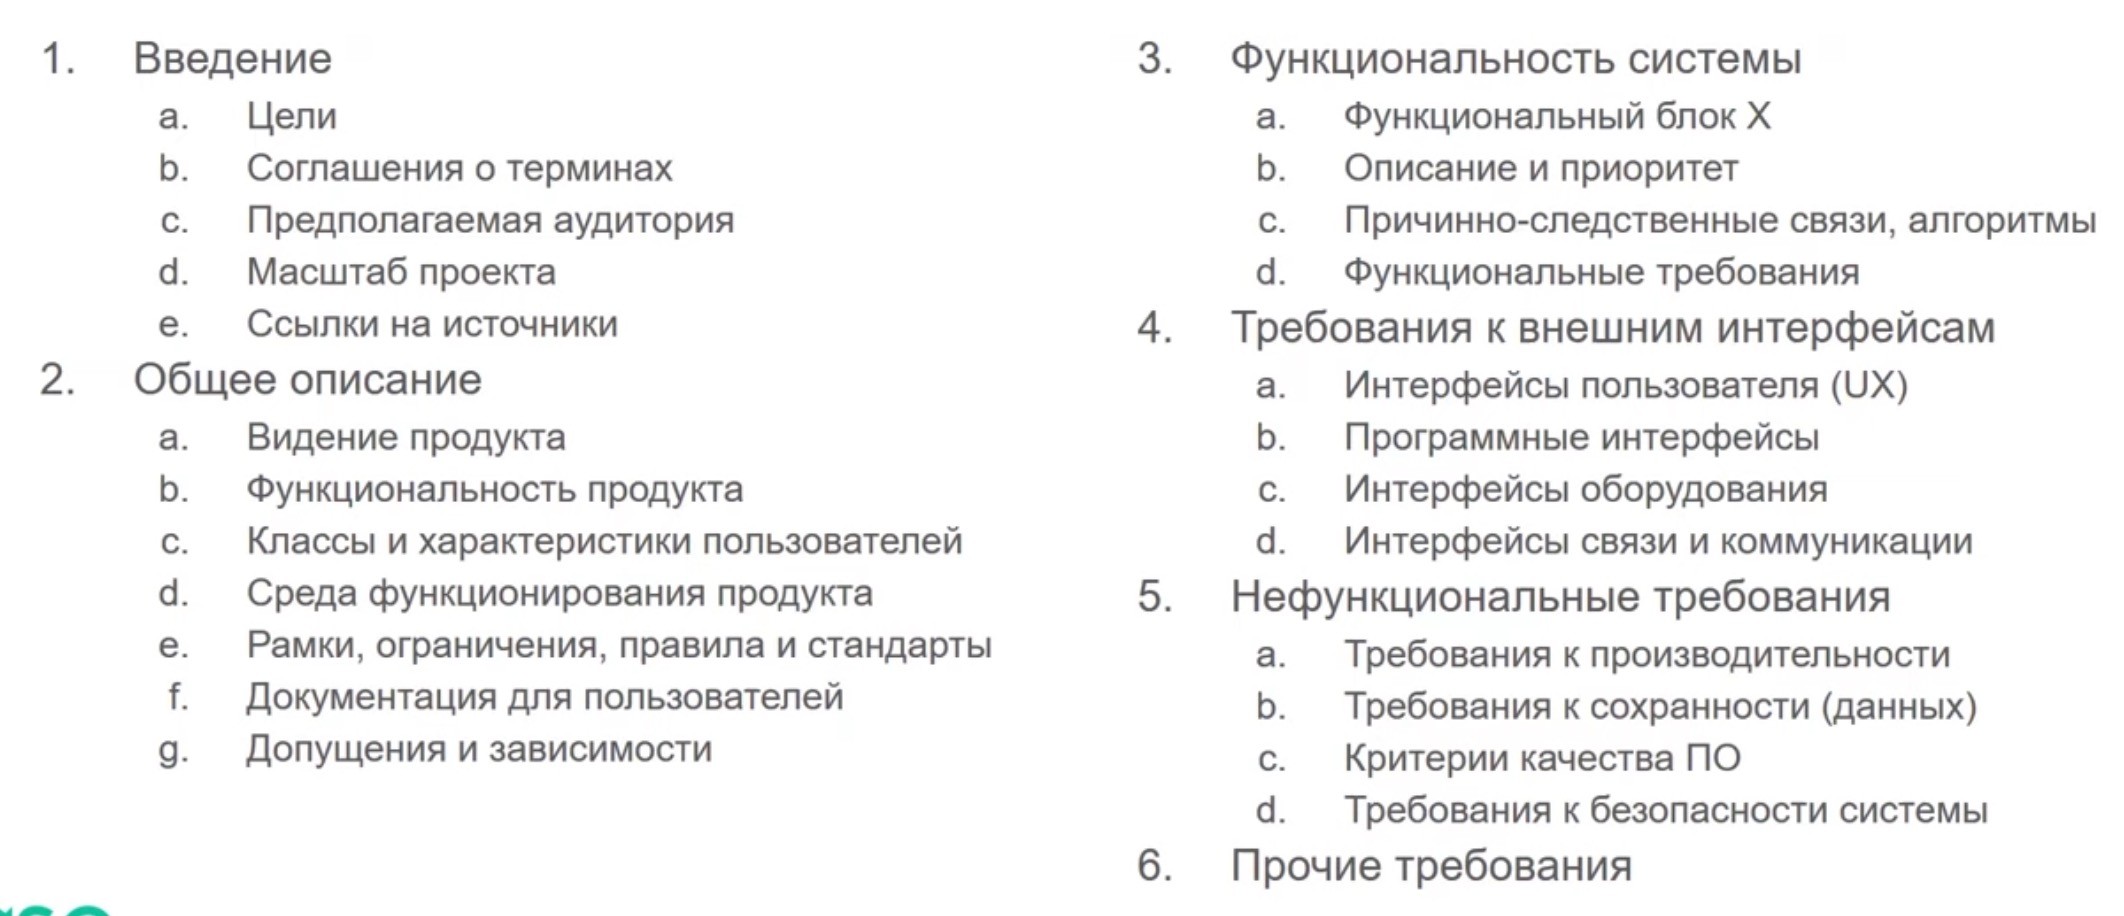 1. Введение
a. Цели
b. Соглашения о терминах
c. Предполагаемая аудитория
d. Масштаб проекта
e. Ссылки на источники
2. Общее описание
a. Видение продукта
b. Функциональность продукта
c. Классы и характеристики пользователей
d. Среда функционирования продукта
e. Рамки, ограничения, правила и стандарты
f. Документация для пользователей
g. Допущения и зависимости
3. Функциональность системы
a. Функциональный блок X
b. Описание и приоритет
c. Причинно-следственные связи, алгоритмы
d. Функциональные требования
4. Требования к внешним интерфейсам
a. Интерфейсы пользователя (UX)
b. Программные интерфейсы
c. Интерфейсы оборудования
d. Интерфейсы связи и коммуникации
5. Нефункциональные требования
a. Требования к производительности
b. Требования к сохранности (данных)
c. Критерии качества ПО
d. Требования к безопасности системы
6. Прочие требования